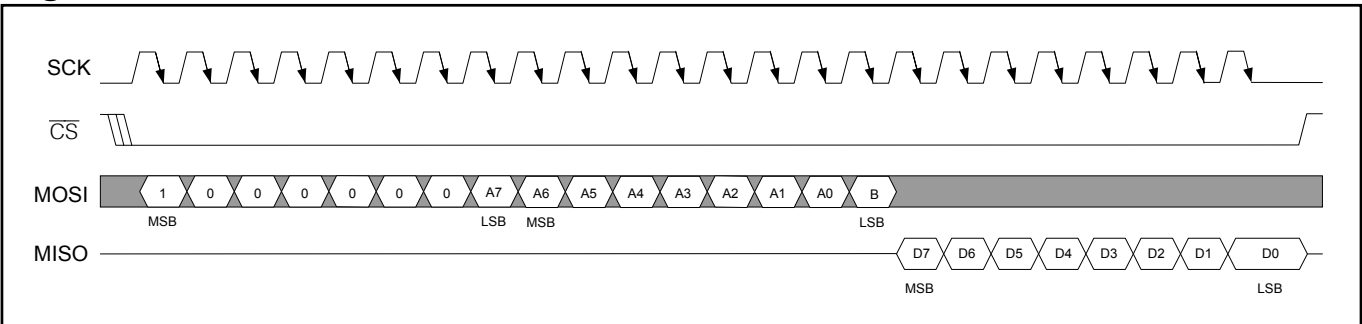 SCK
CS
MOSI 1 0 0 0 0 0 0 A7 A6 A5 A4 A3 A2 A1 A0 B
MSB LSB MSB LSB
MISO D7 D6 D5 D4 D3 D2 D1 D0
MSB LSB